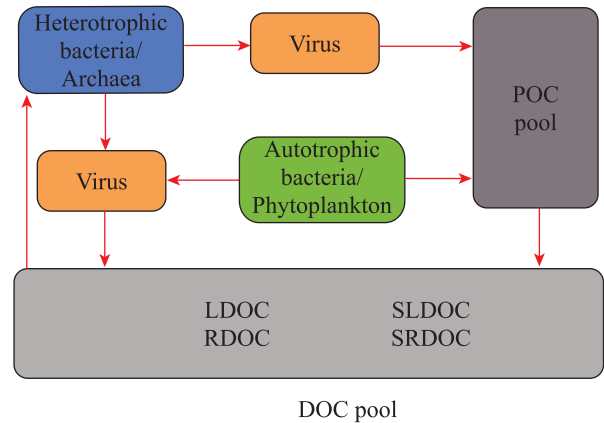 Heterotrophic
bacteria/
Archaea
Virus
POC
pool
Virus
Autotrophic
bacteria/
Phytoplankton
LDOC
SLDOC
RDOC
SRDOC
DOC pool